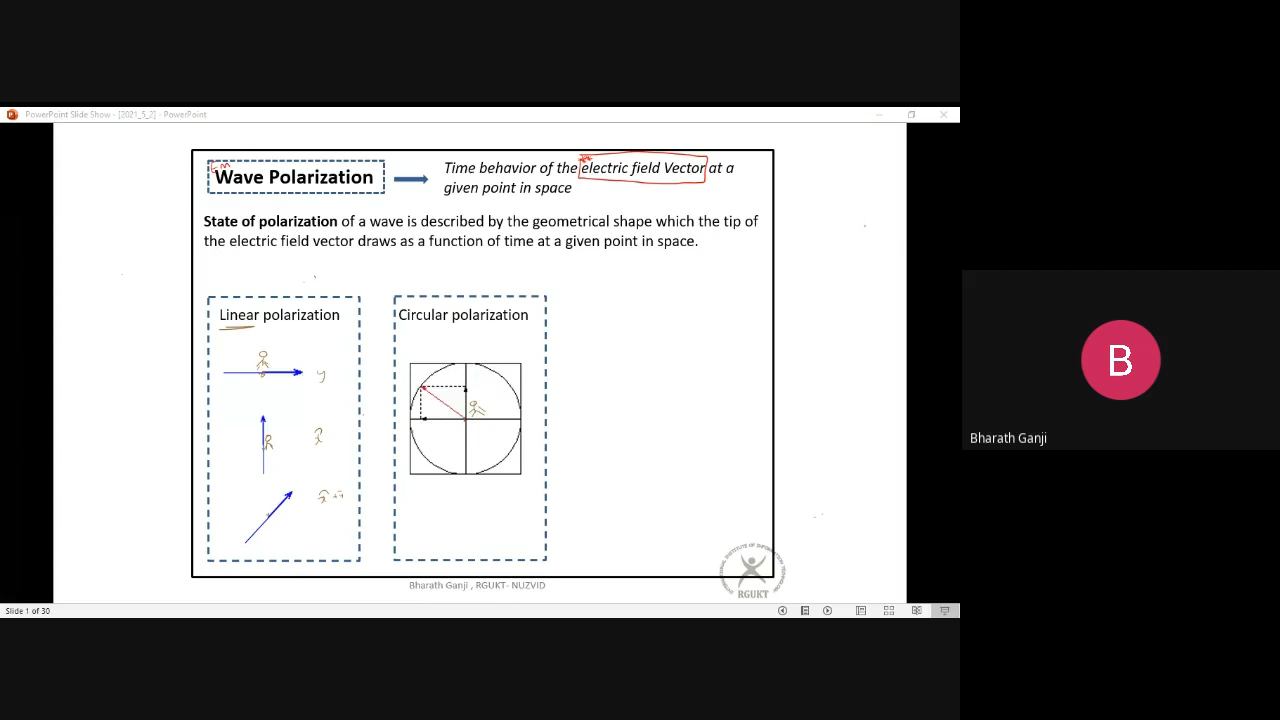 PowerPoint Slide Show - [2021_5_2] - PowerPoint
Em
Wave Polarization
Time behavior of the electric field Vector at a
given point in space
State of polarization of a wave is described by the geometrical shape which the tip of
the electric field vector draws as a function of time at a given point in space.
Linear polarization
y
x̂
Circular polarization
B
Bharath Ganji
RGUKT
Bharath Ganji , RGUKT- NUZVID
Slide 1 of 30